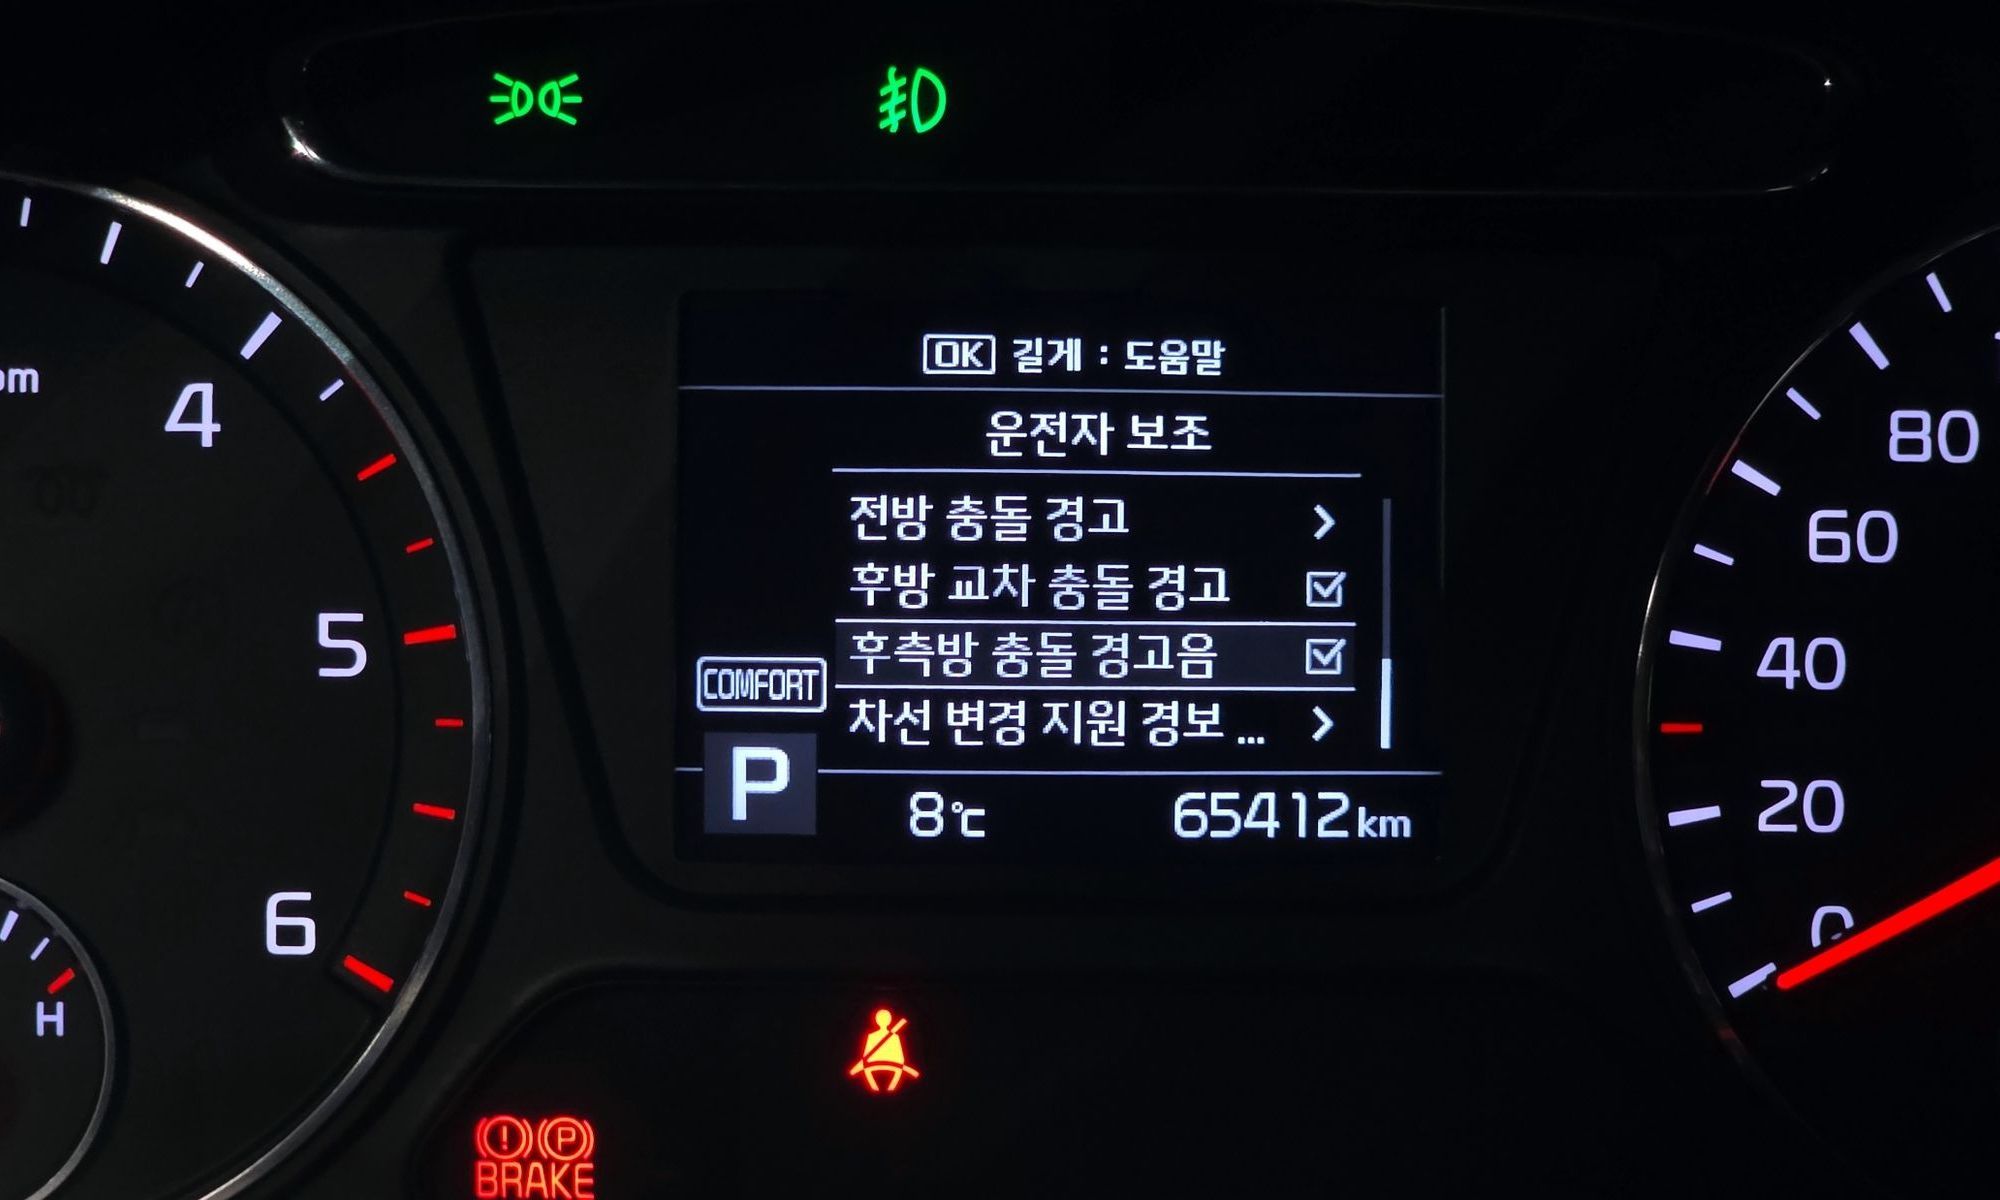 OK 길게 : 도움말
운전자 보조
전방 충돌 경고
후방 교차 충돌 경고
후측방 충돌 경고음
차선 변경 지원 경보 ...
COMFORT
P
8℃ 65412 km
4
5
6
H
80
60
40
20
0
! P
BRAKE